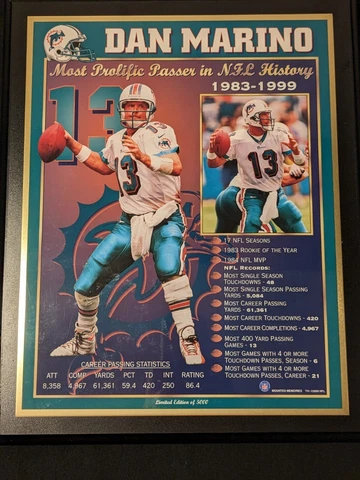 DAN MARINO
Most Prolific Passer in NFL History
1983-1999
13
13
13
17 NFL SEASONS
1983 ROOKIE OF THE YEAR
1984 NFL MVP
NFL RECORDS:
MOST SINGLE SEASON
TOUCHDOWNS - 48
MOST SINGLE SEASON PASSING
YARDS - 5,084
MOST CAREER PASSING
YARDS - 61,361
MOST CAREER TOUCHDOWNS - 420
MOST CAREER COMPLETIONS - 4,967
MOST 400 YARD PASSING
GAMES - 13
MOST GAMES WITH 4 OR MORE
TOUCHDOWN PASSES, SEASON - 6
MOST GAMES WITH 4 OR MORE
TOUCHDOWN PASSES, CAREER - 21
CAREER PASSING STATISTICS
ATT COMP YARDS PCT TD INT RATING
8,358 4,967 61,361 59.4 420 250 86.4
MOUNTED MEMORIES
Limited Edition of 5000